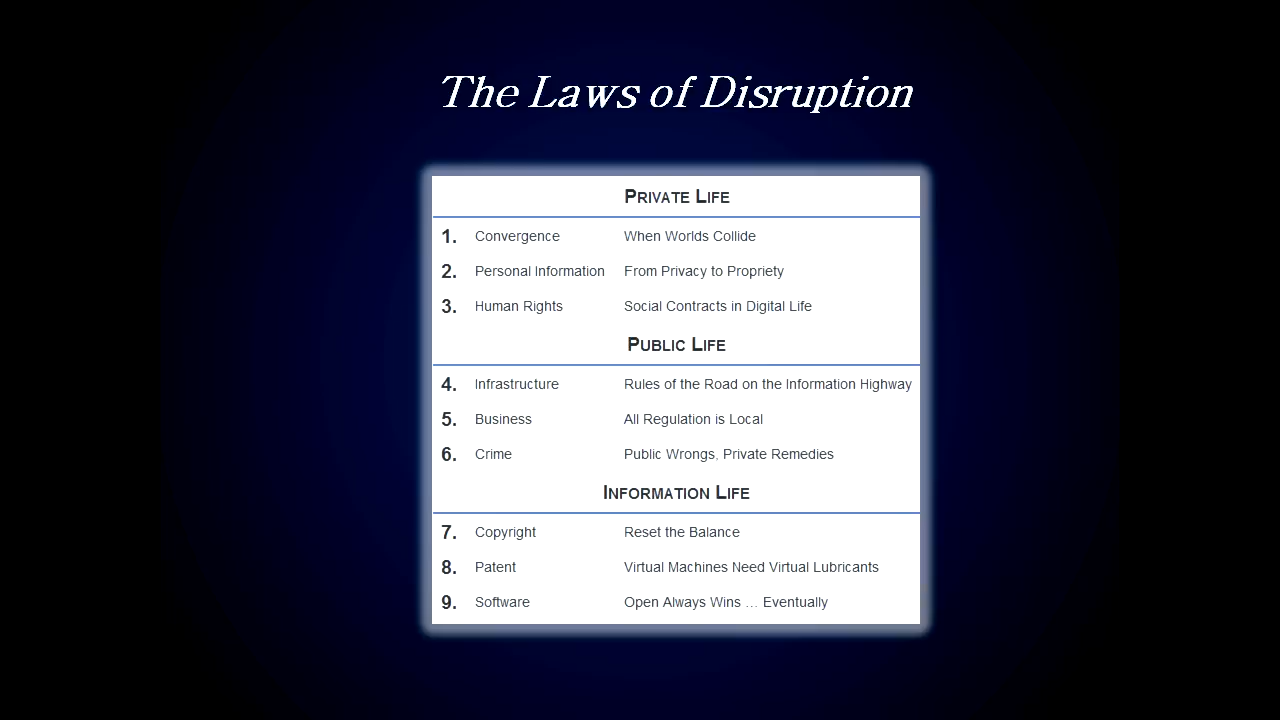 The Laws of Disruption
PRIVATE LIFE
1. Convergence When Worlds Collide
2. Personal Information From Privacy to Propriety
3. Human Rights Social Contracts in Digital Life
PUBLIC LIFE
4. Infrastructure Rules of the Road on the Information Highway
5. Business All Regulation is Local
6. Crime Public Wrongs, Private Remedies
INFORMATION LIFE
7. Copyright Reset the Balance
8. Patent Virtual Machines Need Virtual Lubricants
9. Software Open Always Wins … Eventually